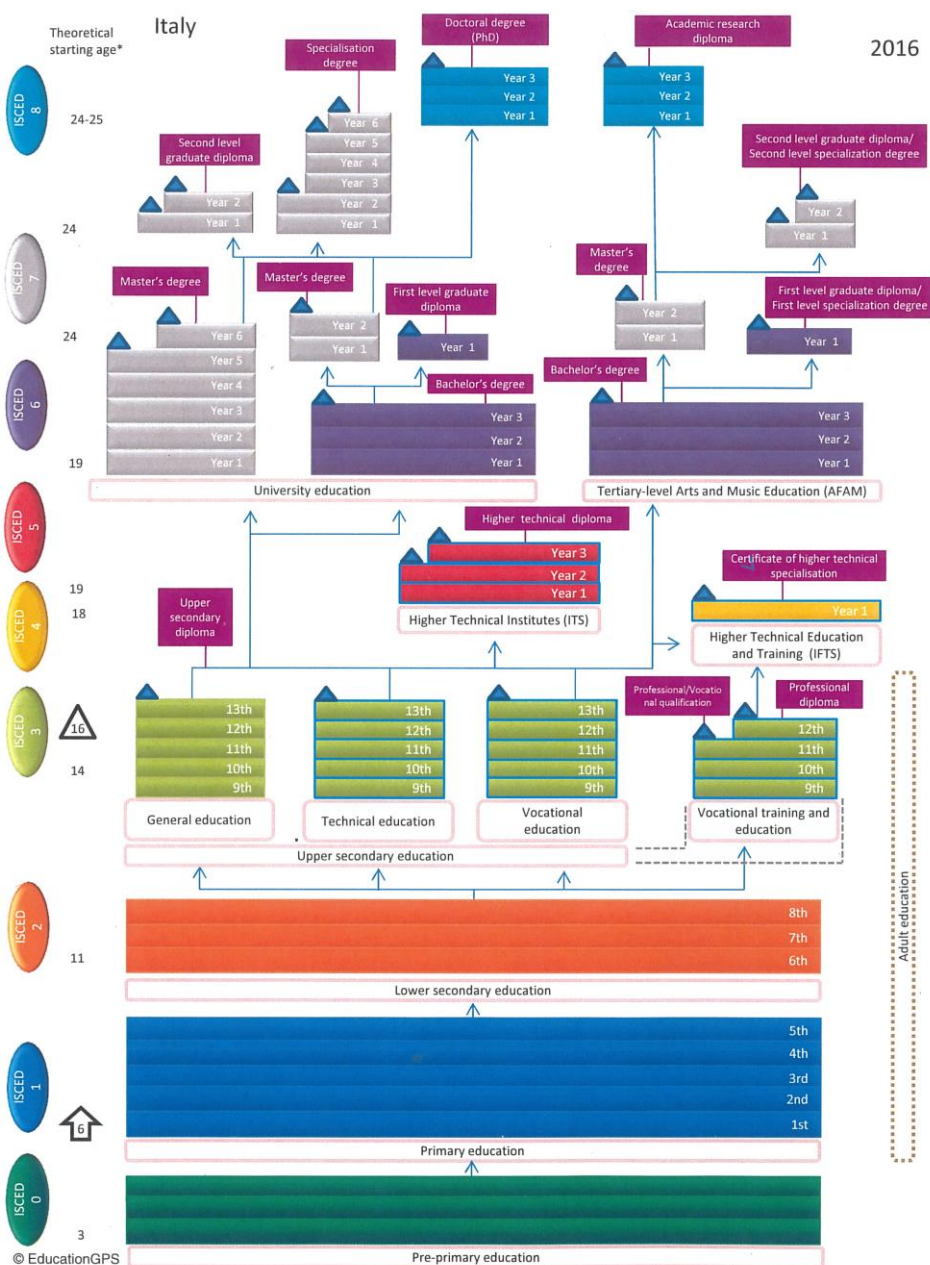 Italy
2016
Theoretical
starting age*
Doctoral degree
(PhD)
Academic research
diploma
Specialisation
degree
ISCED
8
24-25
Year 3
Year 2
Year 1
Year 3
Year 2
Year 1
Second level
graduate diploma
Year 6
Year 5
Year 4
Year 3
Year 2
Year 1
Second level graduate diploma/
Second level specialization degree
Year 2
Year 1
Year 2
Year 1
24
ISCED
7
Master's degree
Master's degree
First level graduate
diploma
Master's
degree
First level graduate diploma/
First level specialization degree
24
Year 6
Year 5
Year 4
Year 3
Year 2
Year 1
Year 2
Year 1
Year 1
Year 2
Year 1
Year 1
ISCED
6
Bachelor's degree
Bachelor's degree
Year 3
Year 2
Year 1
Year 3
Year 2
Year 1
19
University education
Tertiary-level Arts and Music Education (AFAM)
ISCED
5
Higher technical diploma
Year 3
Year 2
Year 1
Certificate of higher technical
specialisation
19
ISCED
4
18
Upper
secondary
diploma
Higher Technical Institutes (ITS)
Year 1
Higher Technical Education
and Training (IFTS)
ISCED
3
16
14
Professional/Vocatio
nal qualification
Professional
diploma
13th
12th
11th
10th
9th
13th
12th
11th
10th
9th
13th
12th
11th
10th
9th
12th
11th
10th
9th
General education
Technical education
Vocational
education
Vocational training and
education
Upper secondary education
ISCED
2
11
8th
7th
6th
Lower secondary education
Adult education
ISCED
1
6
5th
4th
3rd
2nd
1st
Primary education
ISCED
0
3
Pre-primary education
© EducationGPS